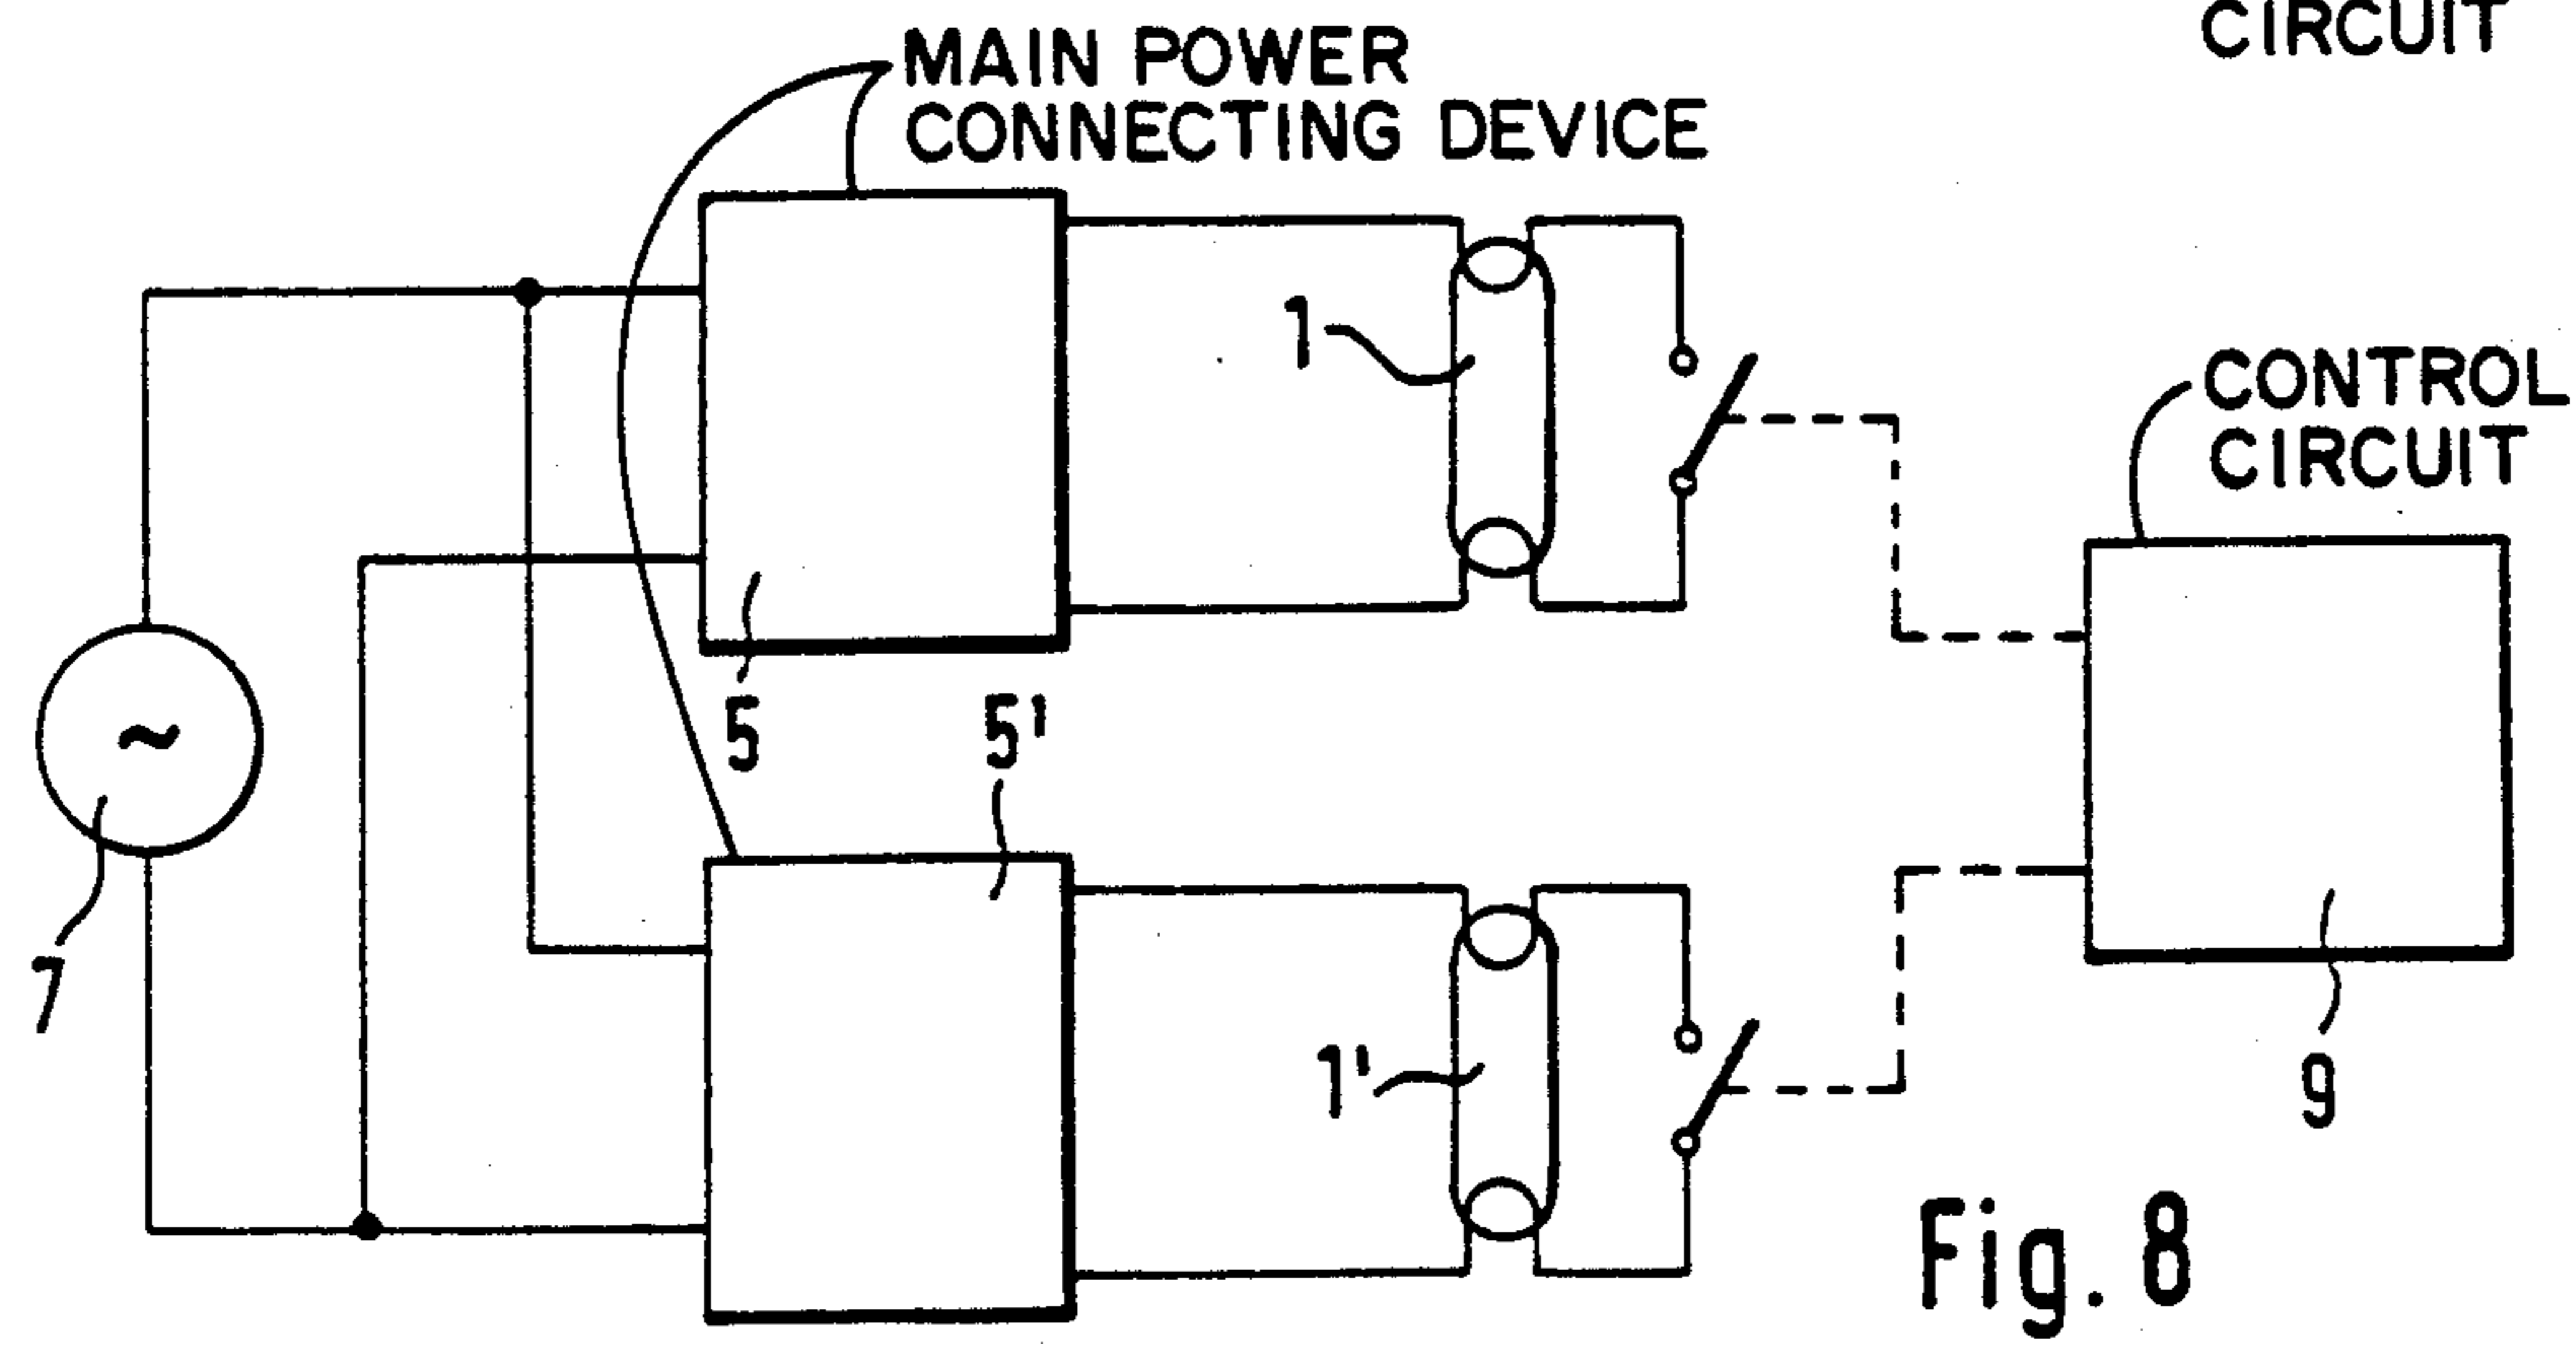 CIRCUIT
MAIN POWER
CONNECTING DEVICE
1
CONTROL
CIRCUIT
~
5
5'
7
1'
9
Fig. 8